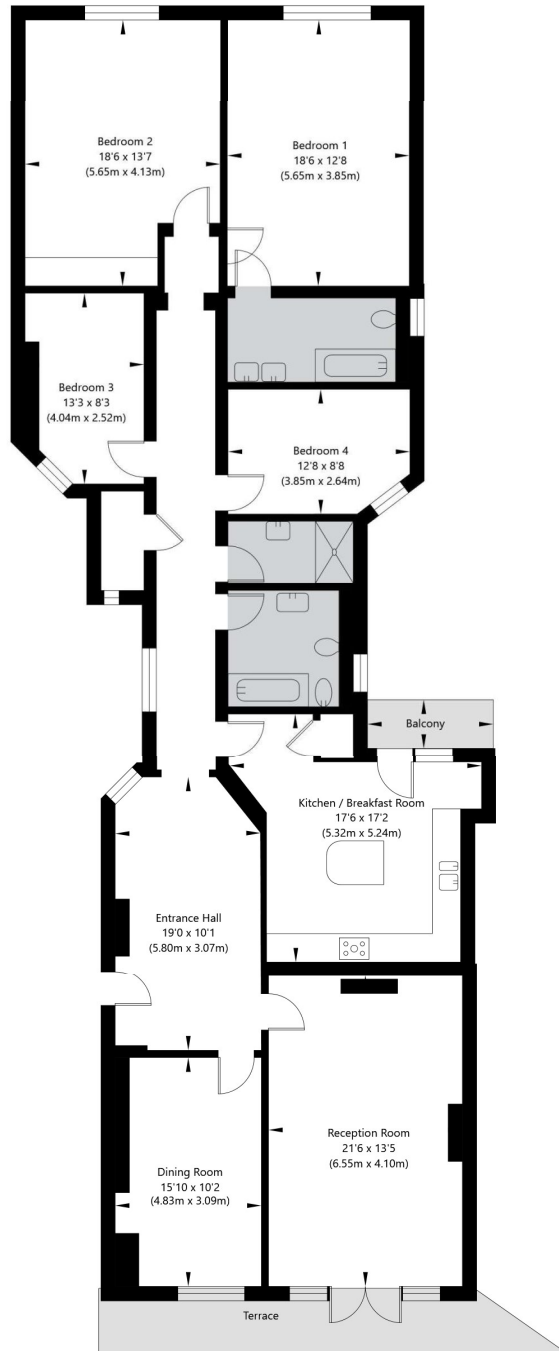 Bedroom 2
18'6 x 13'7
(5.65m x 4.13m)
Bedroom 1
18'6 x 12'8
(5.65m x 3.85m)
Bedroom 3
13'3 x 8'3
(4.04m x 2.52m)
Bedroom 4
12'8 x 8'8
(3.85m x 2.64m)
Balcony
Kitchen / Breakfast Room
17'6 x 17'2
(5.32m x 5.24m)
Entrance Hall
19'0 x 10'1
(5.80m x 3.07m)
Reception Room
21'6 x 13'5
(6.55m x 4.10m)
Dining Room
15'10 x 10'2
(4.83m x 3.09m)
Terrace